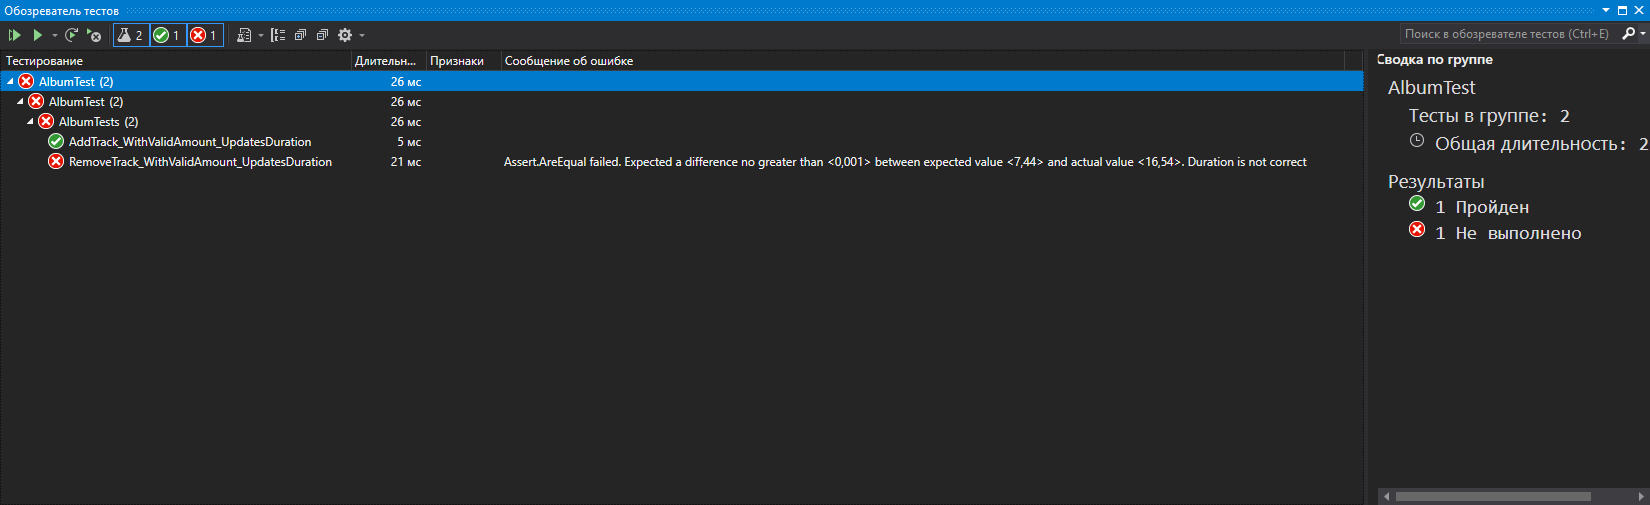 Обозреватель тестов
2 1 1
Поиск в обозревателе тестов (Ctrl+E)
Тестирование Длительн... Признаки Сообщение об ошибке
AlbumTest (2) 26 мс
AlbumTest (2) 26 мс
AlbumTests (2) 26 мс
AddTrack_WithValidAmount_UpdatesDuration 5 мс
RemoveTrack_WithValidAmount_UpdatesDuration 21 мс Assert.AreEqual failed. Expected a difference no greater than <0,001> between expected value <7,44> and actual value <16,54>. Duration is not correct
Сводка по группе
AlbumTest
Тесты в группе: 2
Общая длительность: 2
Результаты
1 Пройден
1 Не выполнено